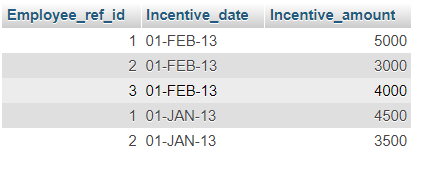 Employee_ref_id Incentive_date Incentive_amount
1 01-FEB-13 5000
2 01-FEB-13 3000
3 01-FEB-13 4000
1 01-JAN-13 4500
2 01-JAN-13 3500